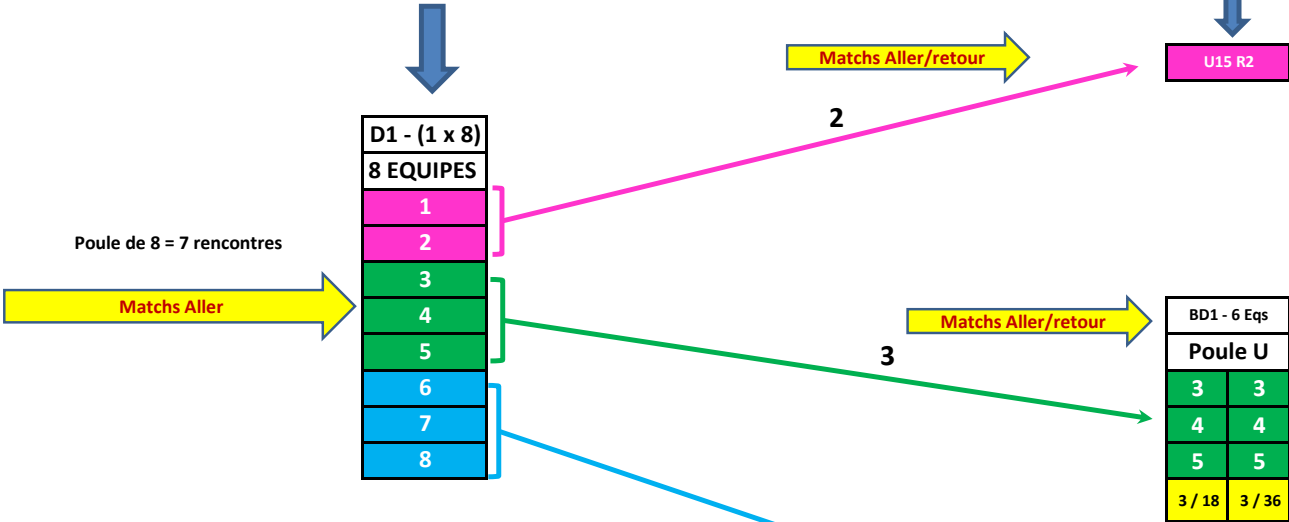 Matchs Aller/retour
U15 R2
2
D1 - (1 x 8)
8 EQUIPES
1
2
3
4
5
6
7
8
Poule de 8 = 7 rencontres
Matchs Aller
Matchs Aller/retour
3
BD1 - 6 Eqs
Poule U
3 3
4 4
5 5
3 / 18 3 / 36